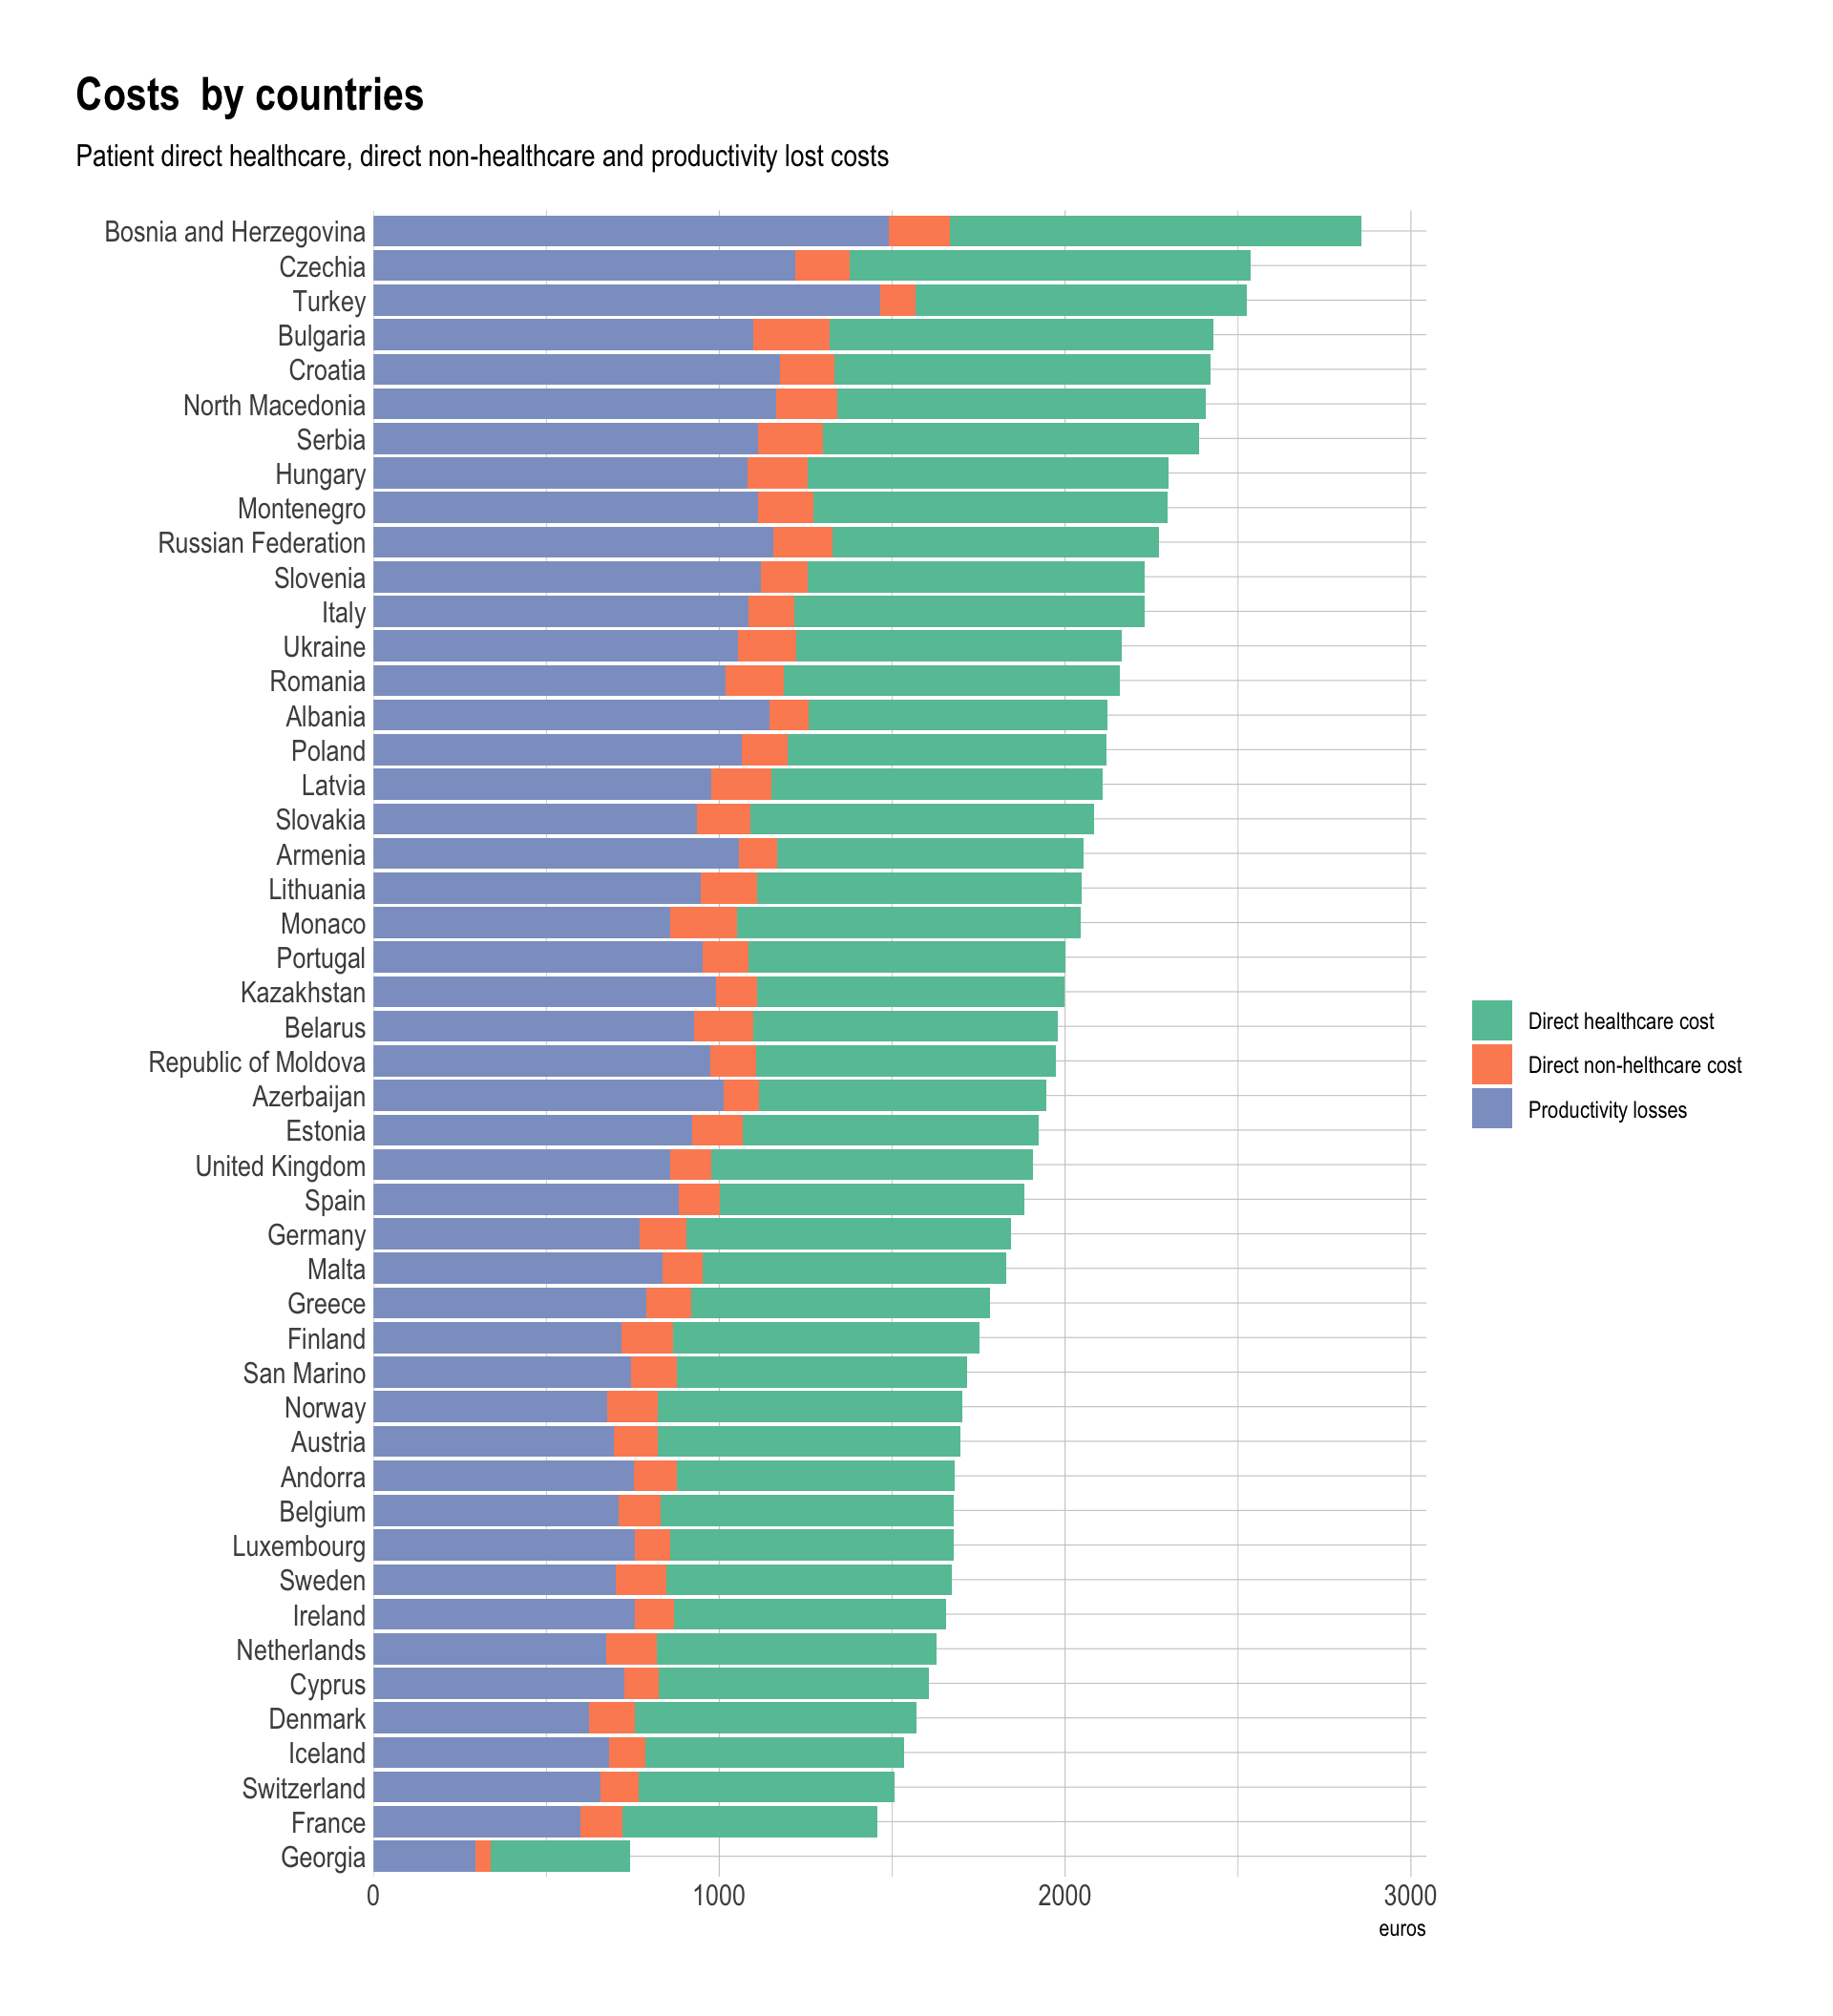 Costs  by countries
Patient direct healthcare, direct non-healthcare and productivity lost costs
Bosnia and Herzegovina
Czechia
Turkey
Bulgaria
Croatia
North Macedonia
Serbia
Hungary
Montenegro
Russian Federation
Slovenia
Italy
Ukraine
Romania
Albania
Poland
Latvia
Slovakia
Armenia
Lithuania
Monaco
Portugal
Kazakhstan
Belarus
Republic of Moldova
Azerbaijan
Estonia
United Kingdom
Spain
Germany
Malta
Greece
Finland
San Marino
Norway
Austria
Andorra
Belgium
Luxembourg
Sweden
Ireland
Netherlands
Cyprus
Denmark
Iceland
Switzerland
France
Georgia
0 1000 2000 3000
euros
Direct healthcare cost
Direct non-helthcare cost
Productivity losses